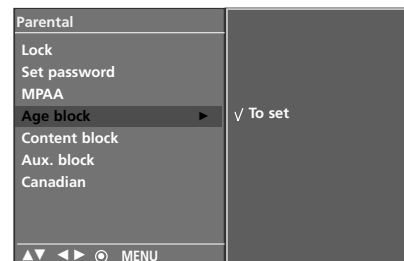 Parental
Lock
Set password
MPAA
Age block ►
√ To set
Content block
Aux. block
Canadian
▲▼ ◄► ⦿ MENU